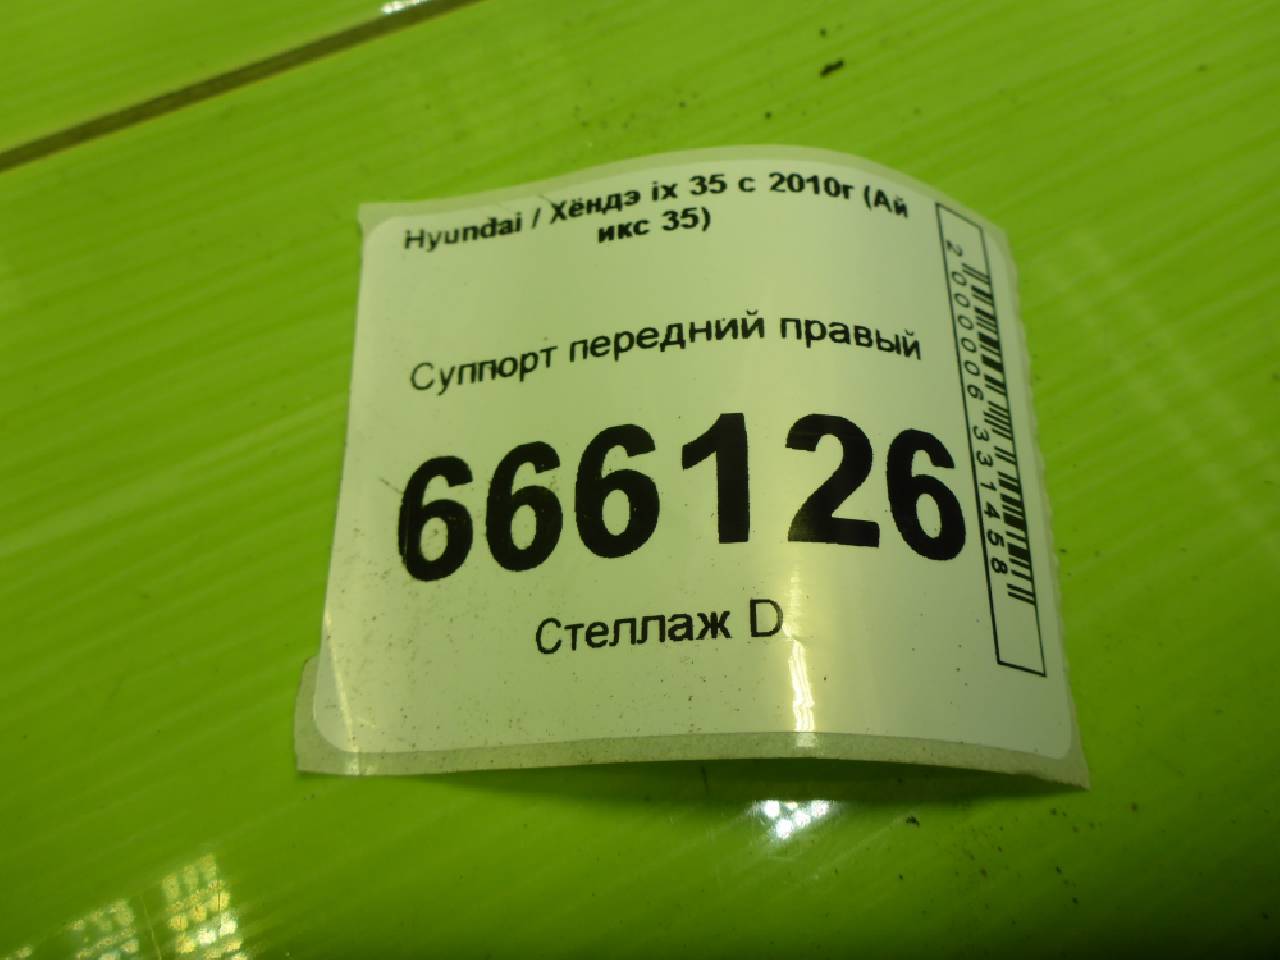 Hyundai / Хёндэ ix 35 с 2010г (Ай
икс 35)
Суппорт передний правый
666126
Стеллаж D
2000006331458